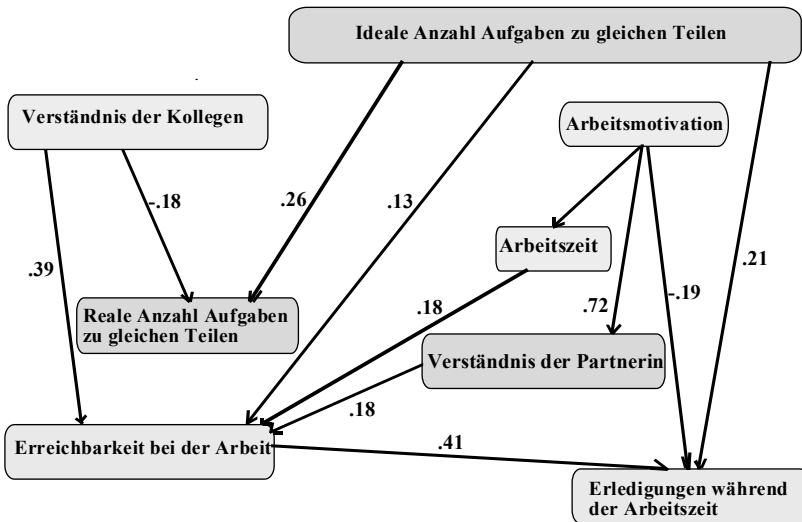 Ideale Anzahl Aufgaben zu gleichen Teilen
Verständnis der Kollegen
Arbeitsmotivation
-.18
.26
.13
Arbeitszeit
.21
.39
-.19
Reale Anzahl Aufgaben
zu gleichen Teilen
.18
.72
Verständnis der Partnerin
.18
Erreichbarkeit bei der Arbeit
.41
Erledigungen während
der Arbeitszeit